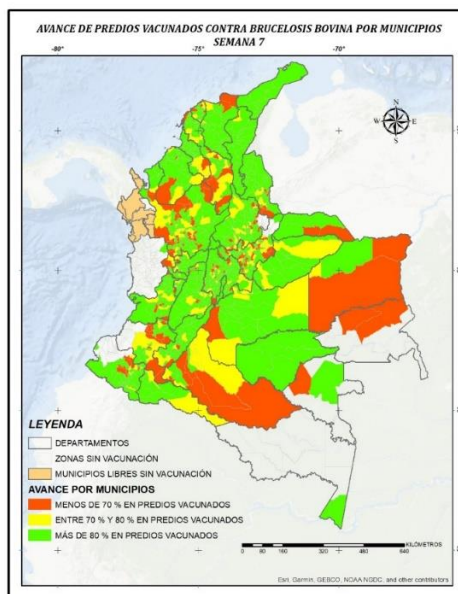 AVANCE DE PREDIOS VACUNADOS CONTRA BRUCELOSIS BOVINA POR MUNICIPIOS
SEMANA 7
-80° -75° -70°
N
W E
S
LEYENDA
DEPARTAMENTOS
ZONAS SIN VACUNACIÓN
MUNICIPIOS LIBRES SIN VACUNACIÓN
AVANCE POR MUNICIPIOS
MENOS DE 70 % EN PREDIOS VACUNADOS
ENTRE 70 % Y 80 % EN PREDIOS VACUNADOS
MÁS DE 80 % EN PREDIOS VACUNADOS
KILÓMETROS
0 80 160 320 480 640
Esri, Garmin, GEBCO, NOAA NGDC, and other contributors